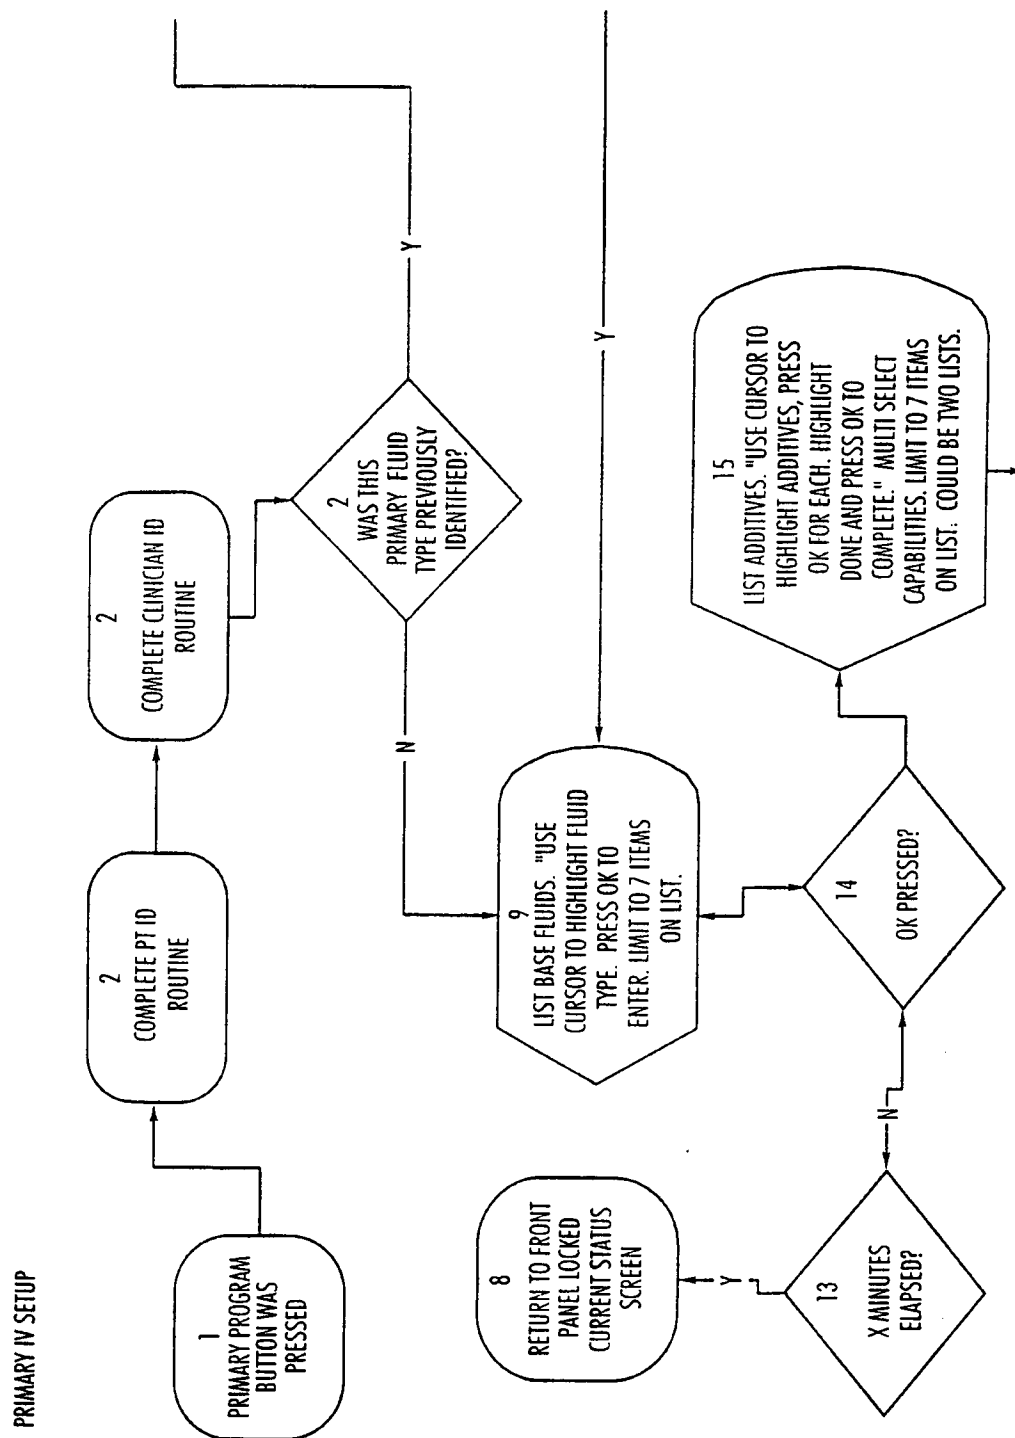 PRIMARY IV SETUP
1
PRIMARY PROGRAM
BUTTON WAS
PRESSED
2
COMPLETE PT ID
ROUTINE
2
COMPLETE CLINICIAN ID
ROUTINE
2
WAS THIS
PRIMARY FLUID
TYPE PREVIOUSLY
IDENTIFIED?
Y
N
9
LIST BASE FLUIDS. "USE
CURSOR TO HIGHLIGHT FLUID
TYPE. PRESS OK TO
ENTER. LIMIT TO 7 ITEMS
ON LIST.
Y
8
RETURN TO FRONT
PANEL LOCKED
CURRENT STATUS
SCREEN
Y
13
X MINUTES
ELAPSED?
N
14
OK PRESSED?
15
LIST ADDITIVES. "USE CURSOR TO
HIGHLIGHT ADDITIVES, PRESS
OK FOR EACH. HIGHLIGHT
DONE AND PRESS OK TO
COMPLETE." MULTI SELECT
CAPABILITIES. LIMIT TO 7 ITEMS
ON LIST. COULD BE TWO LISTS.